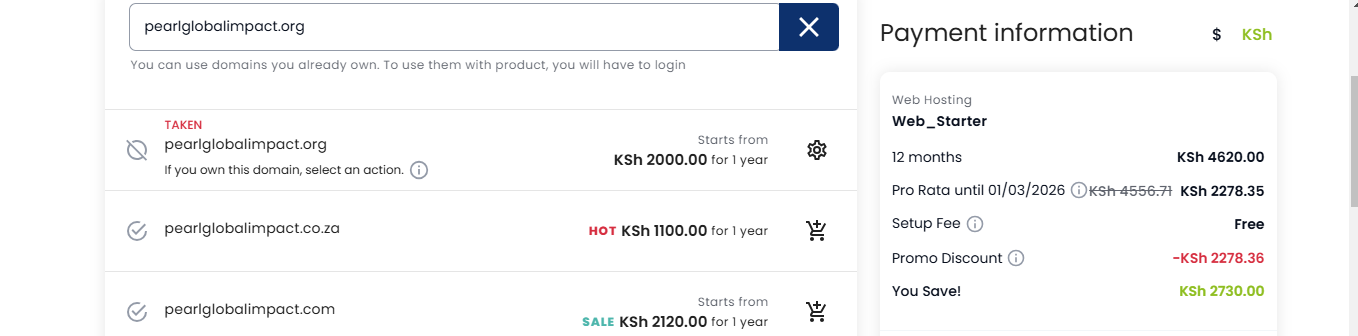 pearlglobalimpact.org
You can use domains you already own. To use them with product, you will have to login
TAKEN
pearlglobalimpact.org
If you own this domain, select an action.
Starts from
KSh 2000.00 for 1 year
pearlglobalimpact.co.za
HOT KSh 1100.00 for 1 year
pearlglobalimpact.com
Starts from
SALE KSh 2120.00 for 1 year
Payment information $ KSh
Web Hosting
Web_Starter
12 months KSh 4620.00
Pro Rata until 01/03/2026 KSh 4556.71 KSh 2278.35
Setup Fee Free
Promo Discount -KSh 2278.36
You Save! KSh 2730.00